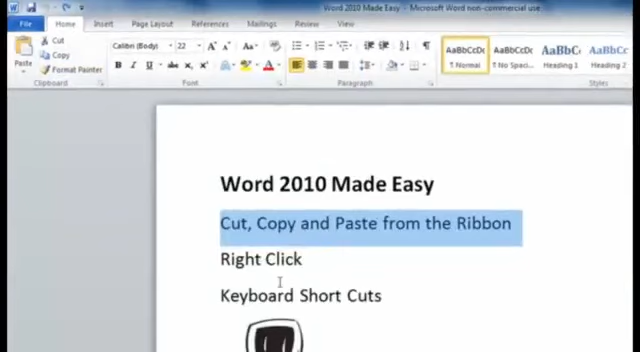 Word 2010 Made Easy - Microsoft Word non-commercial use
File Home Insert Page Layout References Mailings Review View
Cut
Copy
Format Painter
Paste
Clipboard
Calibri (Body) 22
Font
Paragraph
AaBbCcDc AaBbCcDc AaBbC AaBbCc
Normal No Spaci... Heading 1 Heading 2
Styles
Word 2010 Made Easy
Cut, Copy and Paste from the Ribbon
Right Click
Keyboard Short Cuts